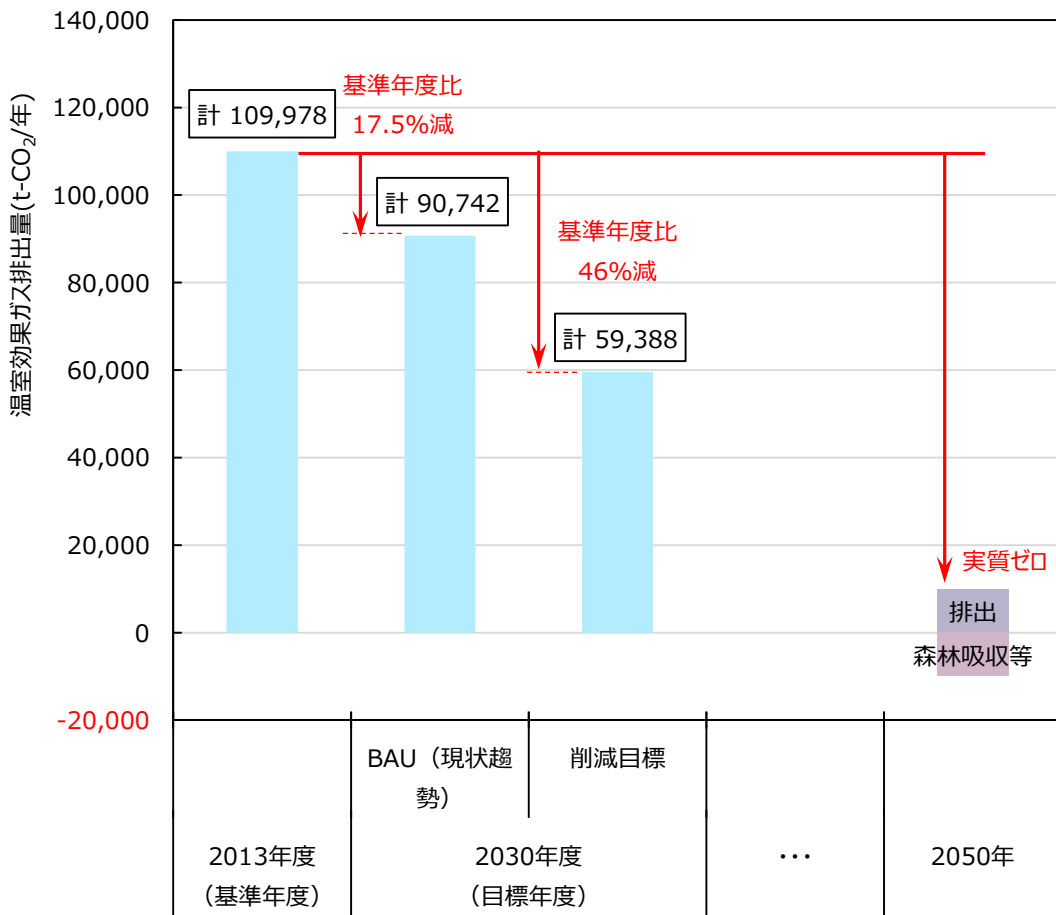 温室効果ガス排出量(t-CO₂/年)
140,000
120,000
100,000
80,000
60,000
40,000
20,000
0
-20,000
計 109,978
基準年度比
17.5%減
計 90,742
基準年度比
46%減
計 59,388
実質ゼロ
排出
森林吸収等
BAU（現状趨
勢）
削減目標
2013年度
（基準年度）
2030年度
（目標年度）
･･･
2050年